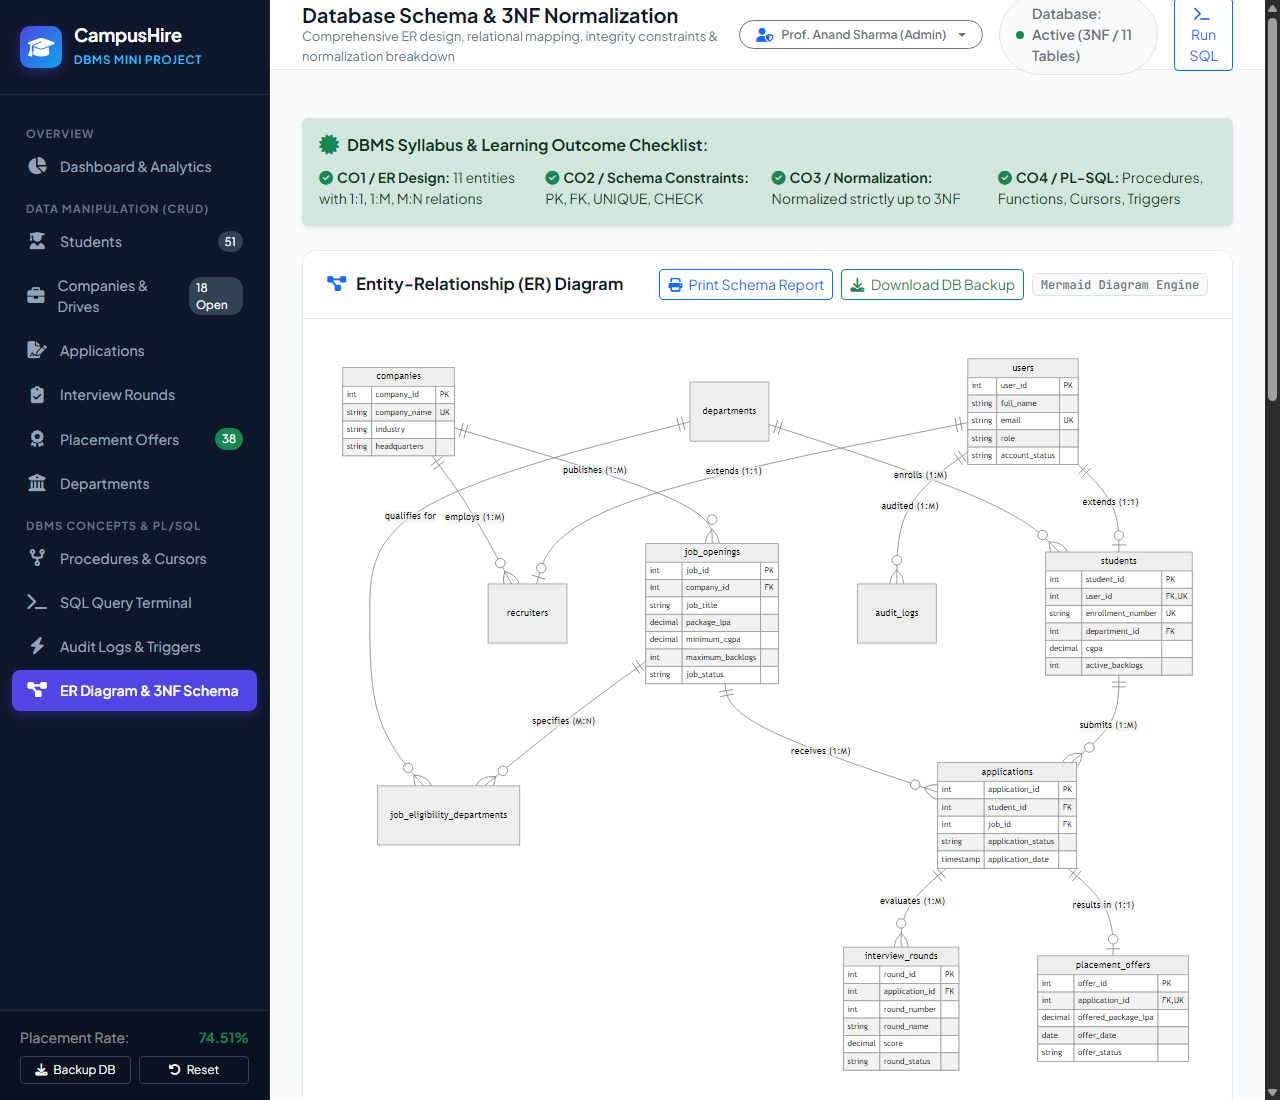 CampusHire
DBMS MINI PROJECT
OVERVIEW
Dashboard & Analytics
DATA MANIPULATION (CRUD)
Students
51
Companies &
Drives
18
Open
Applications
Interview Rounds
Placement Offers
38
Departments
DBMS CONCEPTS & PL/SQL
Procedures & Cursors
SQL Query Terminal
Audit Logs & Triggers
ER Diagram & 3NF Schema
Placement Rate:
74.51%
Backup DB
Reset
Database Schema & 3NF Normalization
Comprehensive ER design, relational mapping, integrity constraints &
normalization breakdown
Prof. Anand Sharma (Admin)
Database:
Active (3NF / 11
Tables)
Run
SQL
DBMS Syllabus & Learning Outcome Checklist:
CO1 / ER Design: 11 entities
with 1:1, 1:M, M:N relations
CO2 / Schema Constraints:
PK, FK, UNIQUE, CHECK
CO3 / Normalization:
Normalized strictly up to 3NF
CO4 / PL-SQL: Procedures,
Functions, Cursors, Triggers
Entity-Relationship (ER) Diagram
Print Schema Report
Download DB Backup
Mermaid Diagram Engine
companies
int company_id PK
string company_name UK
string industry
string headquarters
departments
users
int user_id PK
string full_name
string email UK
string role
string account_status
publishes (1:M)
extends (1:1)
enrolls (1:M)
qualifies for
employs (1:M)
audited (1:M)
extends (1:1)
recruiters
job_openings
int job_id PK
int company_id FK
string job_title
decimal package_lpa
decimal minimum_cgpa
int maximum_backlogs
string job_status
audit_logs
students
int student_id PK
int user_id FK,UK
string enrollment_number UK
int department_id FK
decimal cgpa
int active_backlogs
specifies (M:N)
receives (1:M)
submits (1:M)
job_eligibility_departments
applications
int application_id PK
int student_id FK
int job_id FK
string application_status
timestamp application_date
evaluates (1:M)
results in (1:1)
interview_rounds
int round_id PK
int application_id FK
int round_number
string round_name
decimal score
string round_status
placement_offers
int offer_id PK
int application_id FK,UK
decimal offered_package_lpa
date offer_date
string offer_status